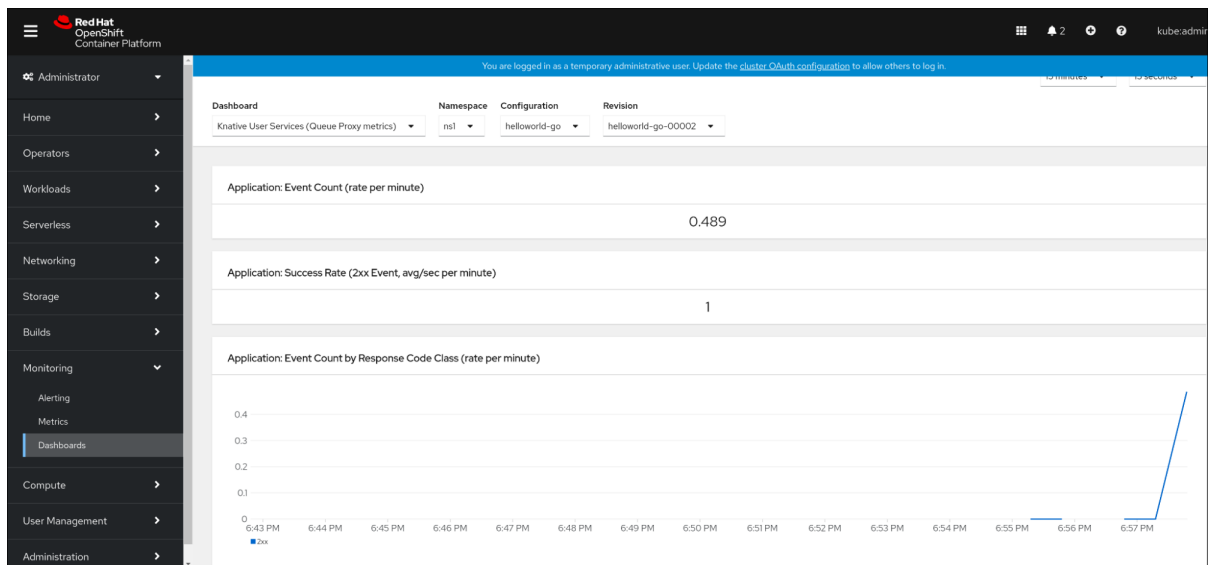 Red Hat
OpenShift
Container Platform
2
kube:admin
Administrator
You are logged in as a temporary administrative user. Update the cluster OAuth configuration to allow others to log in.
15 minutes
15 seconds
Home
Operators
Workloads
Serverless
Networking
Storage
Builds
Monitoring
Alerting
Metrics
Dashboards
Compute
User Management
Administration
Dashboard Namespace Configuration Revision
Knative User Services (Queue Proxy metrics) ns1 helloworld-go helloworld-go-00002
Application: Event Count (rate per minute)
0.489
Application: Success Rate (2xx Event, avg/sec per minute)
1
Application: Event Count by Response Code Class (rate per minute)
0.4
0.3
0.2
0.1
0
6:43 PM 6:44 PM 6:45 PM 6:46 PM 6:47 PM 6:48 PM 6:49 PM 6:50 PM 6:51 PM 6:52 PM 6:53 PM 6:54 PM 6:55 PM 6:56 PM 6:57 PM
2xx